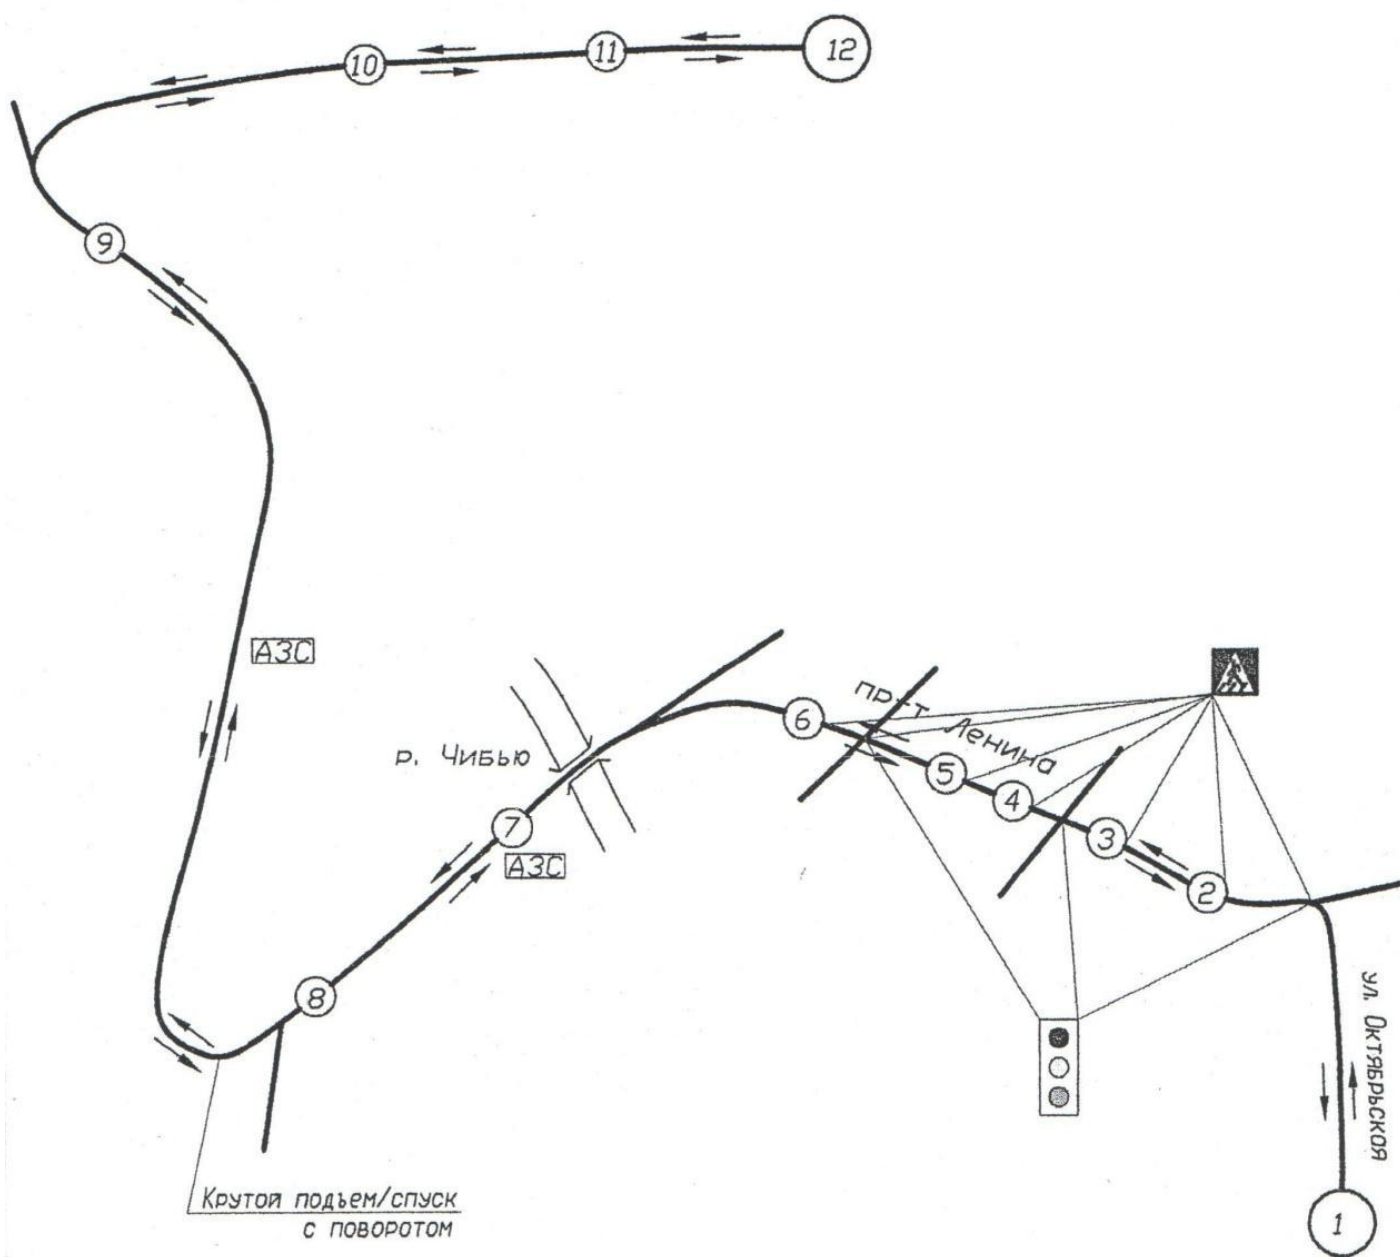 10
11
12
9
АЗС
6
пр-т Ленина
р. Чибью
5
4
7
АЗС
3
2
8
ул. Октябрьская
Крутой подъем/спуск
с поворотом
1